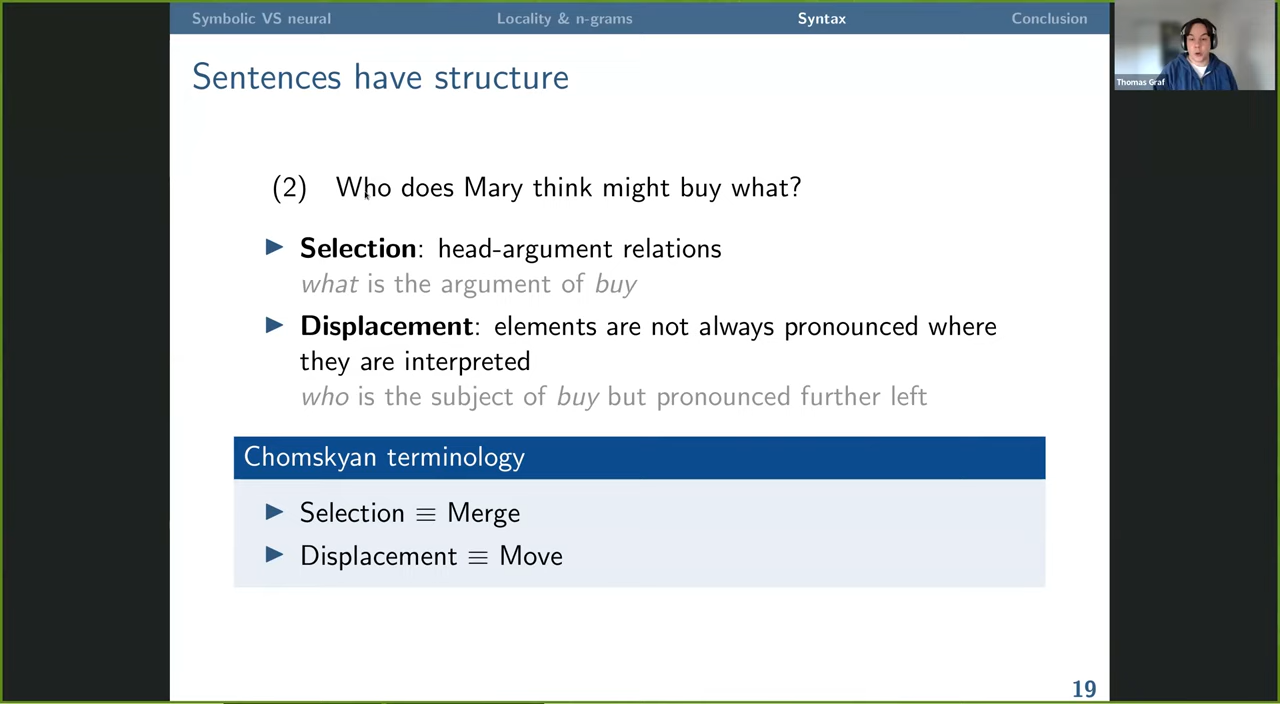 Symbolic VS neural Locality & n-grams Syntax Conclusion
Thomas Graf
Sentences have structure
(2) Who does Mary think might buy what?
▶ Selection: head-argument relations
what is the argument of buy
▶ Displacement: elements are not always pronounced where
they are interpreted
who is the subject of buy but pronounced further left
Chomskyan terminology
▶ Selection ≡ Merge
▶ Displacement ≡ Move
19